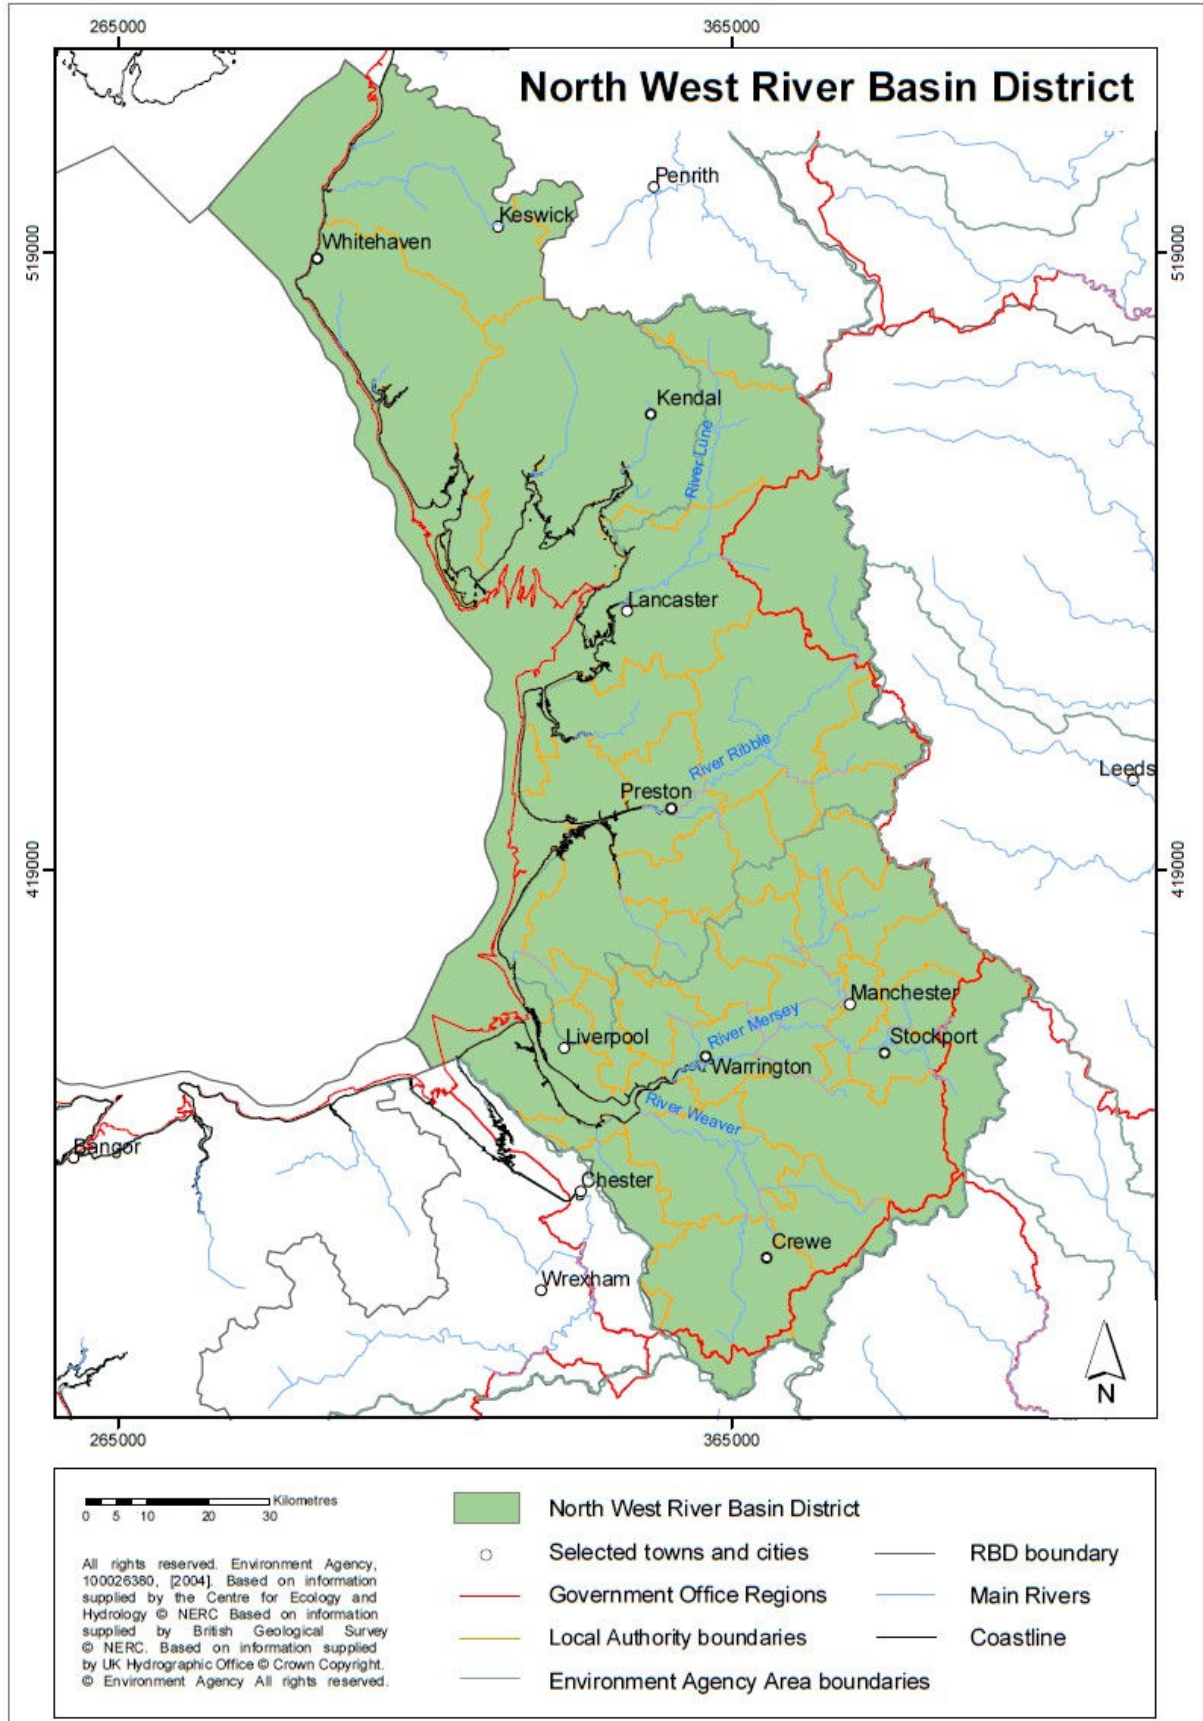 265000
365000
North West River Basin District
Penrith
Keswick
Whitehaven
519000
519000
Kendal
River Lune
Lancaster
River Ribble
Leeds
Preston
419000
419000
Manchester
River Mersey
Stockport
Liverpool
Warrington
River Weaver
Bangor
Chester
Crewe
Wrexham
N
265000
365000
Kilometres
0 5 10 20 30
All rights reserved. Environment Agency,
100026380, [2004]. Based on information
supplied by the Centre for Ecology and
Hydrology © NERC Based on information
supplied by British Geological Survey
© NERC. Based on information supplied
by UK Hydrographic Office © Crown Copyright.
© Environment Agency All rights reserved.
North West River Basin District
Selected towns and cities
Government Office Regions
Local Authority boundaries
Environment Agency Area boundaries
RBD boundary
Main Rivers
Coastline